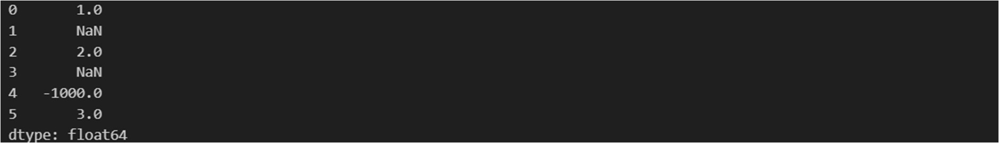 0       1.0
1       NaN
2       2.0
3       NaN
4   -1000.0
5       3.0
dtype: float64